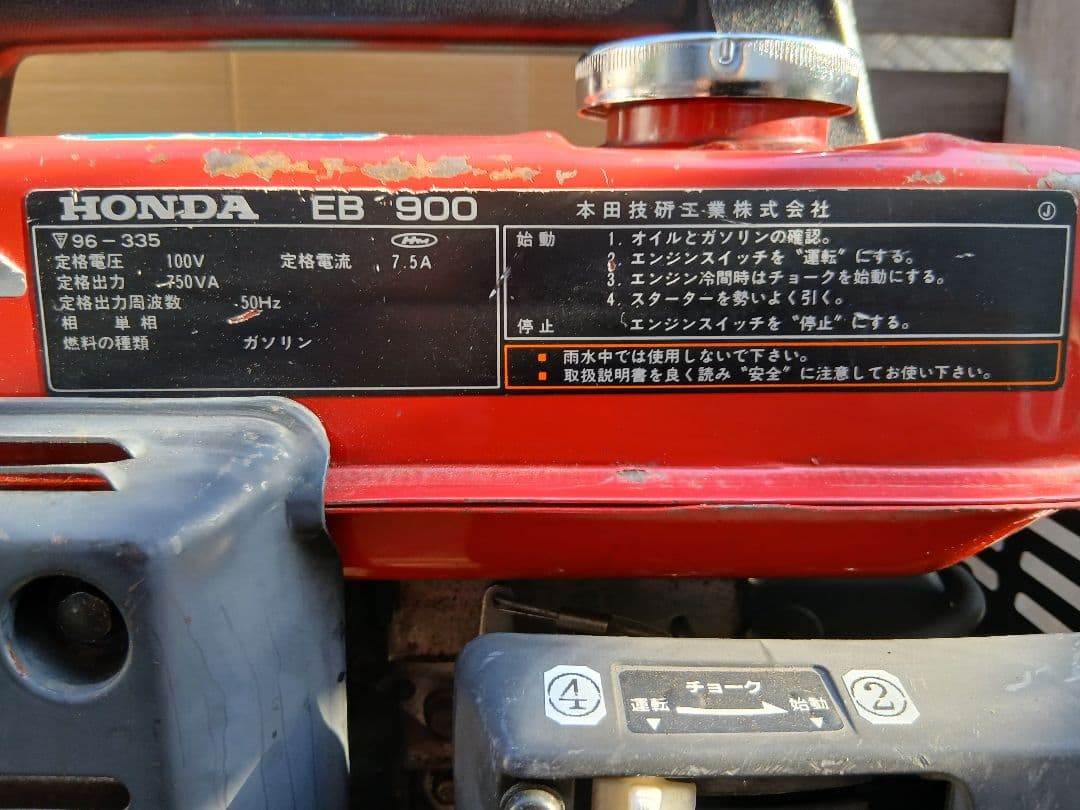 HONDA EB 900 本田技研工業株式会社 J
▽96-335 HM
定格電圧 100V 定格電流 7.5A
定格出力 750VA
定格出力周波数 50Hz
相 単相
燃料の種類 ガソリン
始動 1. オイルとガソリンの確認。
2. エンジンスイッチを〝運転〞にする。
3. エンジン冷間時はチョークを始動にする。
4. スターターを勢いよく引く。
停止 エンジンスイッチを〝停止〞にする。
■ 雨水中では使用しないで下さい。
■ 取扱説明書を良く読み〝安全〞に注意してお使い下さい。
④ チョーク ②
運転 始動